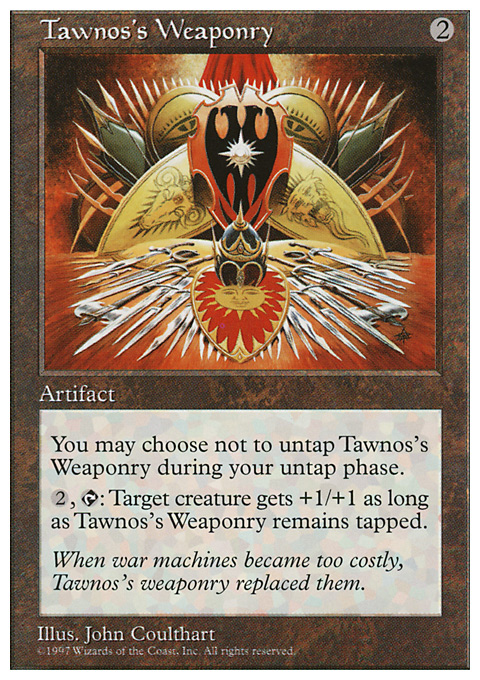 Tawnos's Weaponry 2
Artifact
You may choose not to untap Tawnos's
Weaponry during your untap phase.
2, : Target creature gets +1/+1 as long
as Tawnos's Weaponry remains tapped.
When war machines became too costly,
Tawnos's weaponry replaced them.
Illus. John Coulthart
©1997 Wizards of the Coast, Inc. All rights reserved.